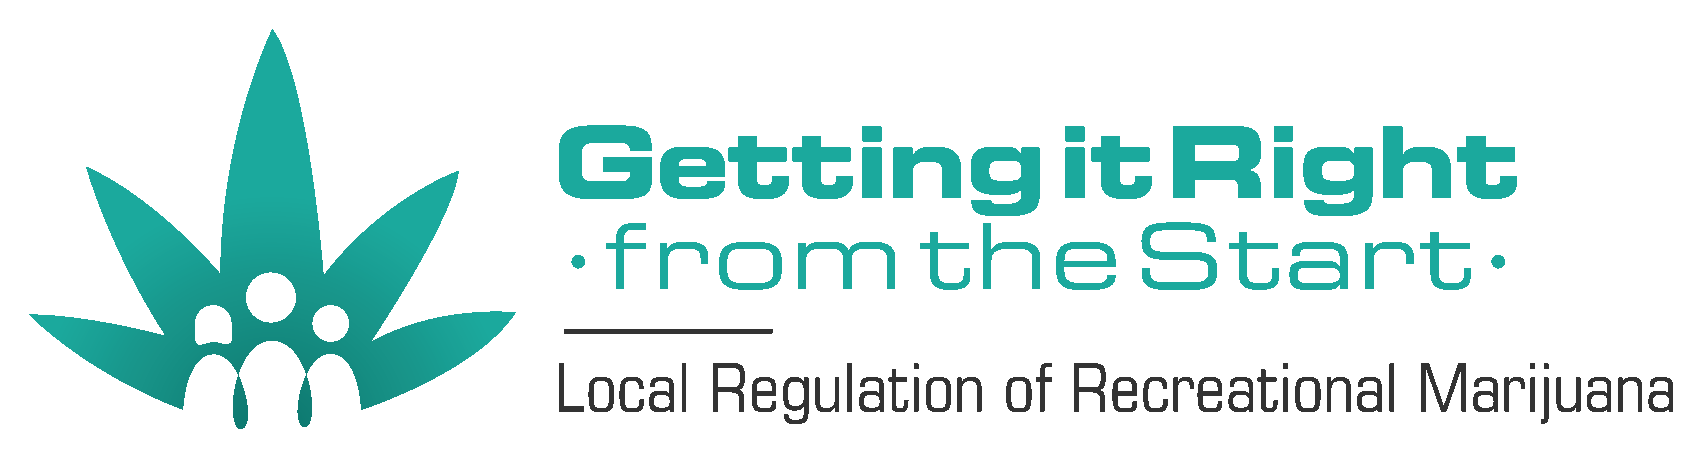 Getting it Right
· from the Start ·
Local Regulation of Recreational Marijuana